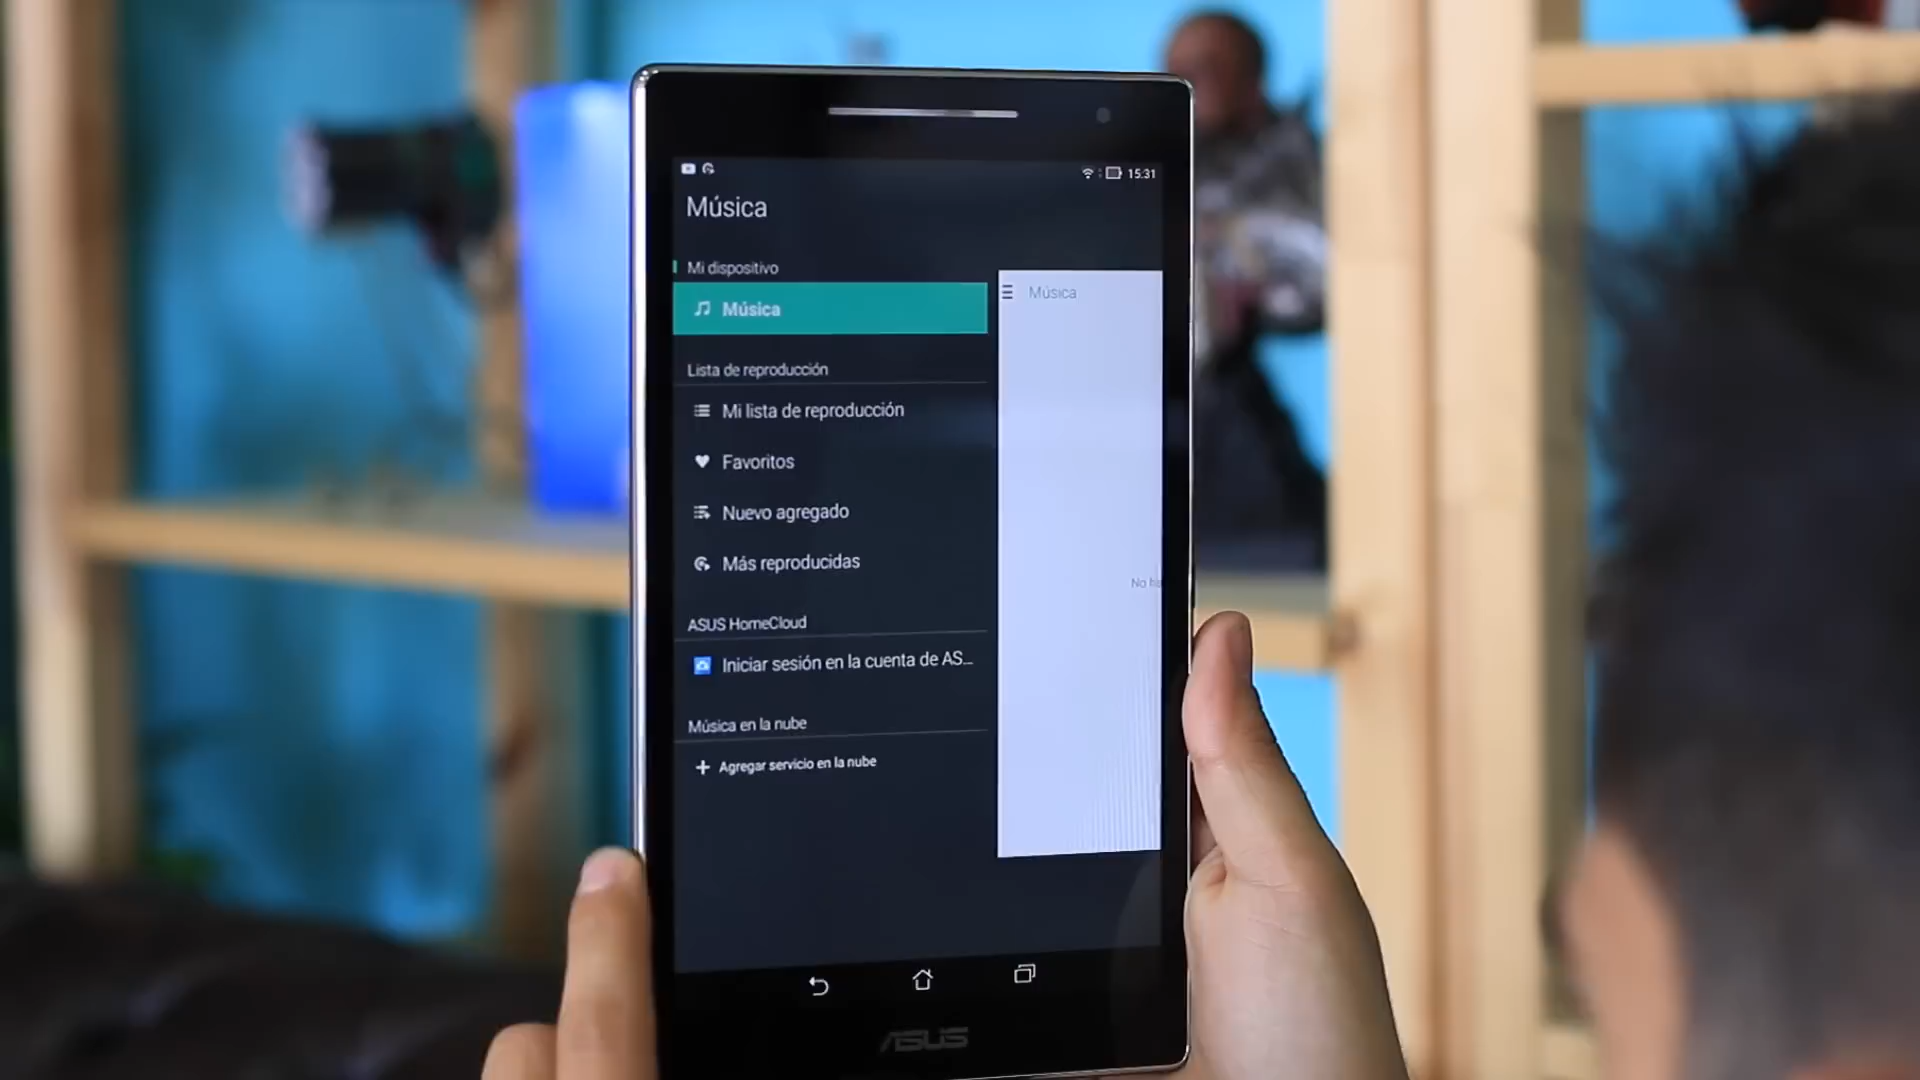 15:31
Música
Mi dispositivo
Música
Lista de reproducción
Mi lista de reproducción
Favoritos
Nuevo agregado
Más reproducidas
ASUS HomeCloud
Iniciar sesión en la cuenta de AS...
Música en la nube
Agregar servicio en la nube
Música
No ha
ASUS